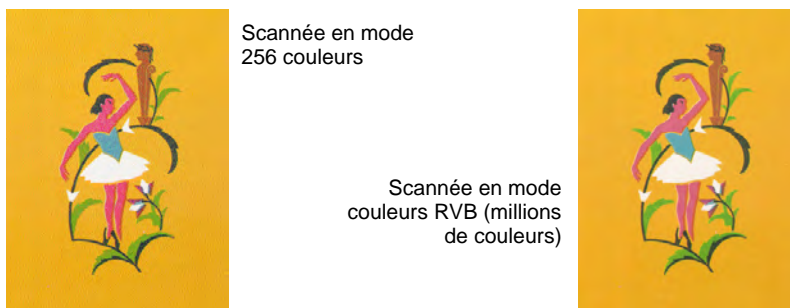 Scannée en mode
256 couleurs
Scannée en mode
couleurs RVB (millions
de couleurs)